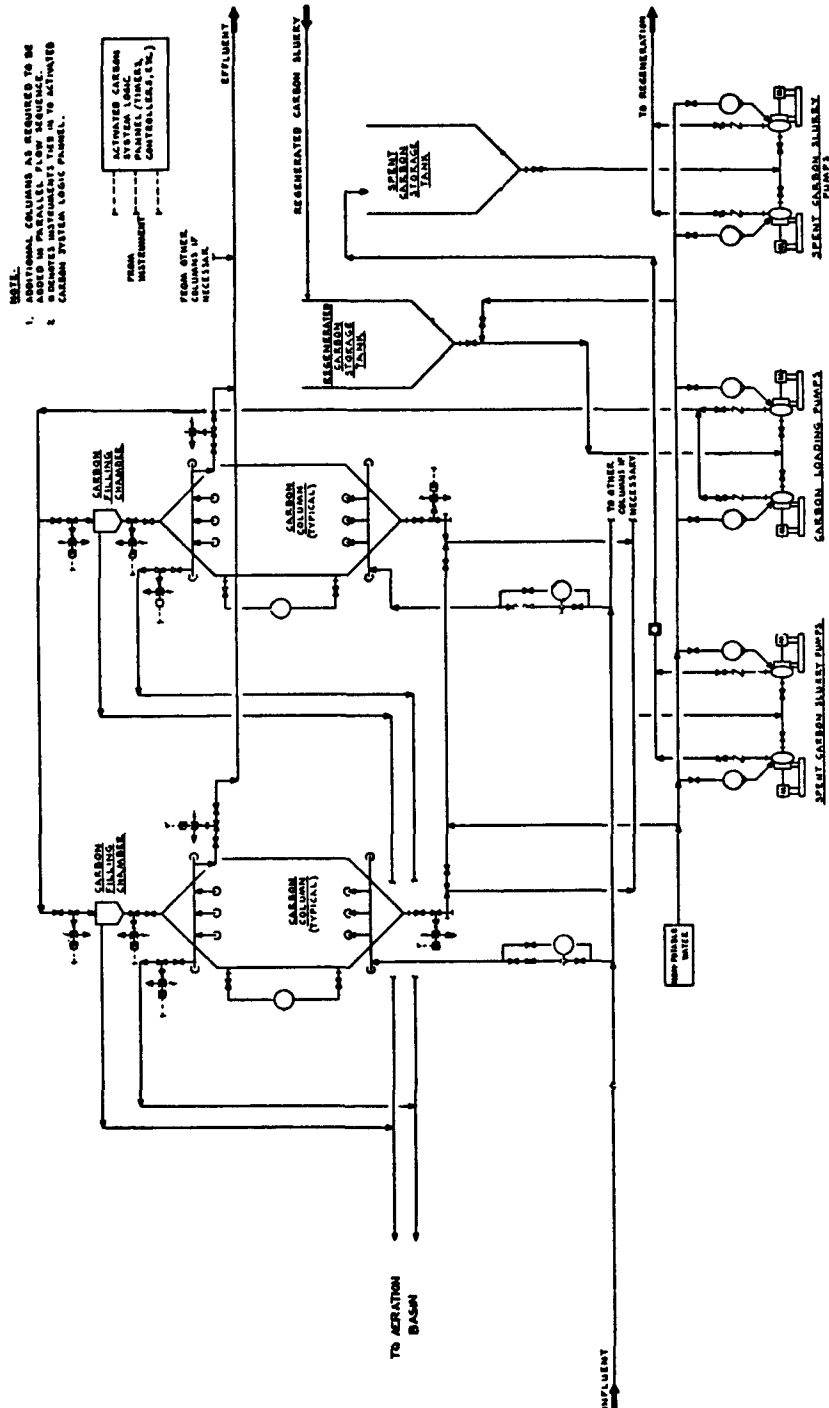 NOTE:
1. ADDITIONAL COLUMNS AS REQUIRED TO BE
ADDED IN PARALLEL FLOW SEQUENCE.
2. DENOTES INSTRUMENTS TIED IN TO ACTIVATED
CARBON SYSTEM LOGIC PANNEL.
ACTIVATED CARBON
SYSTEM LOGIC
PANNEL (TIMERS,
CONTROLLERS, ETC.)
FROM
INSTRUMENT
FROM OTHER
COLUMNS IF
NECESSAR
EFFLUENT
REGENERATED CARBON SLURRY
CARBON
FILLING
CHAMBER
CARBON
FILLING
CHAMBER
CARBON
COLUMN
(TYPICAL)
CARBON
COLUMN
(TYPICAL)
REGENERATED
CARBON
STORAGE
TANK
SPENT
CARBON
STORAGE
TANK
TO AERATION
BASIN
TO OTHER
COLUMNS IF
NECESSARY
TO REGENERATION
NON POTABLE
WATER
INFLUENT
SPENT CARBON SLURRY PUMPS
CARBON LOADING PUMPS
SPENT CARBON SLURRY
PUMPS